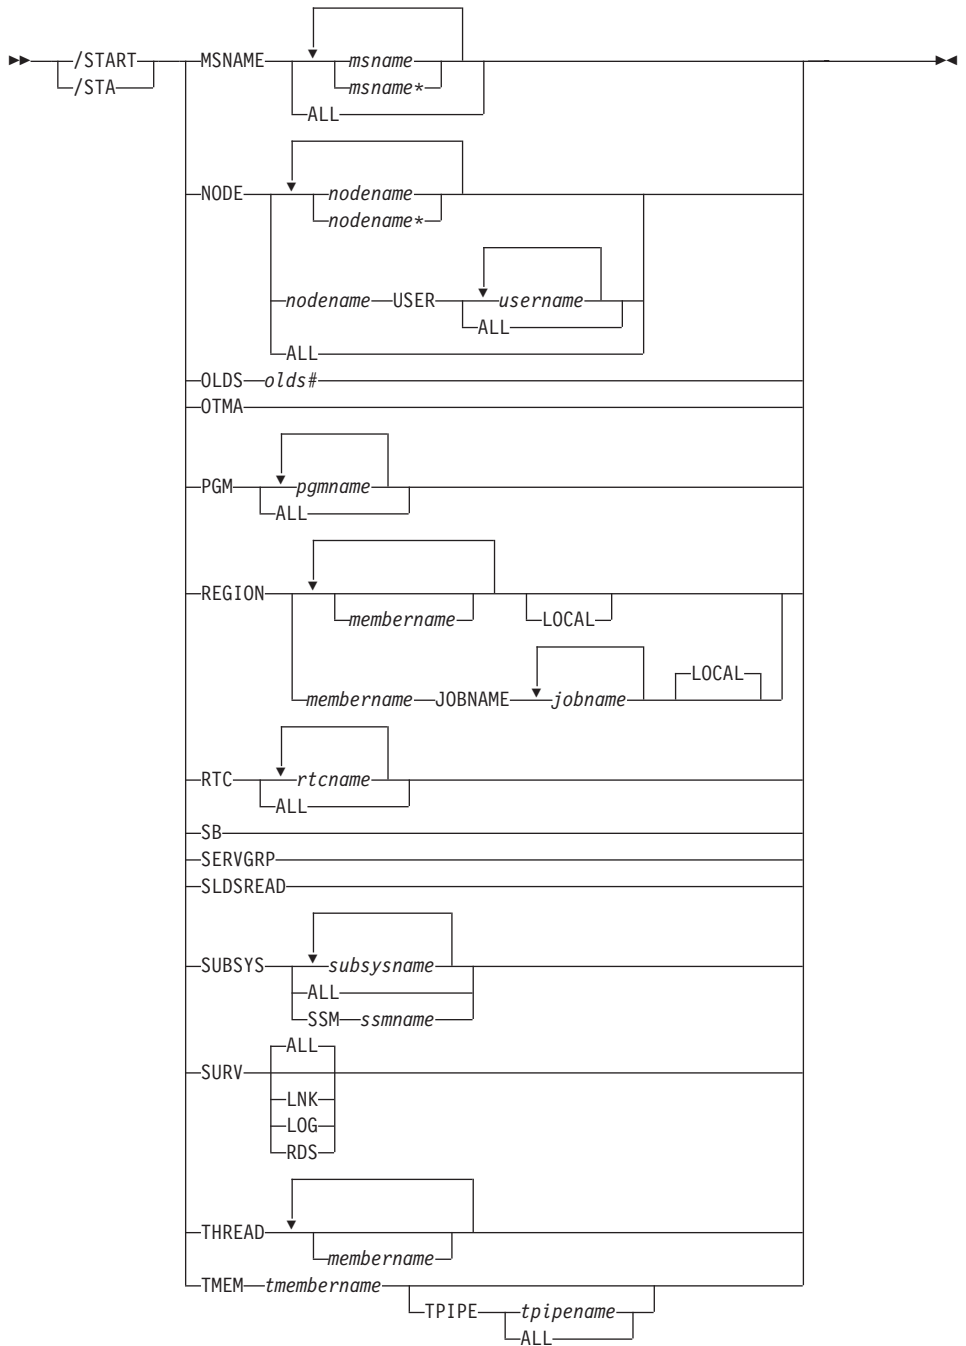 /START MSNAME msname
/STA msname*
ALL
NODE nodename
nodename*
nodename USER username
ALL
ALL
OLDS olds#
OTMA
PGM pgmname
ALL
REGION
membername LOCAL
LOCAL
membername JOBNAME jobname
RTC rtcname
ALL
SB
SERVGRP
SLDSREAD
SUBSYS subsysname
ALL
SSM ssmname
ALL
SURV
LNK
LOG
RDS
THREAD
membername
TMEM tmembername
TPIPE tpipename
ALL